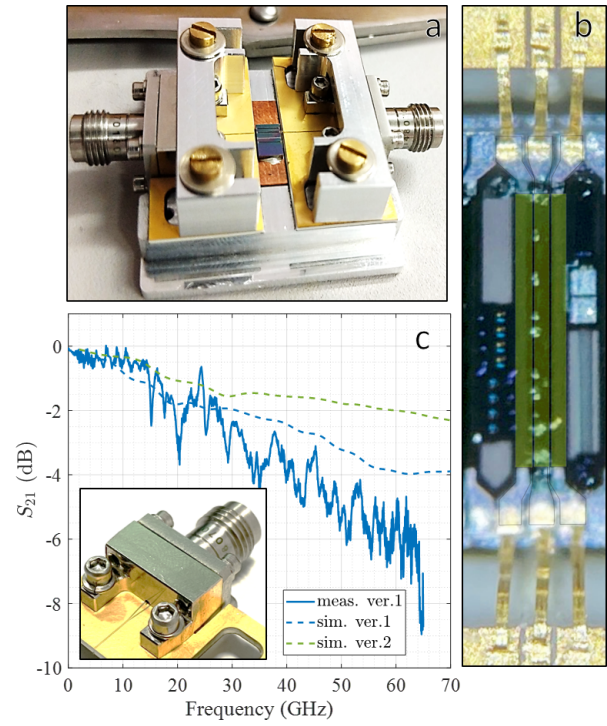 a
b
c
0
-2
-4
-6
-8
-10
S21 (dB)
meas. ver.1
sim. ver.1
sim. ver.2
0 10 20 30 40 50 60 70
Frequency (GHz)